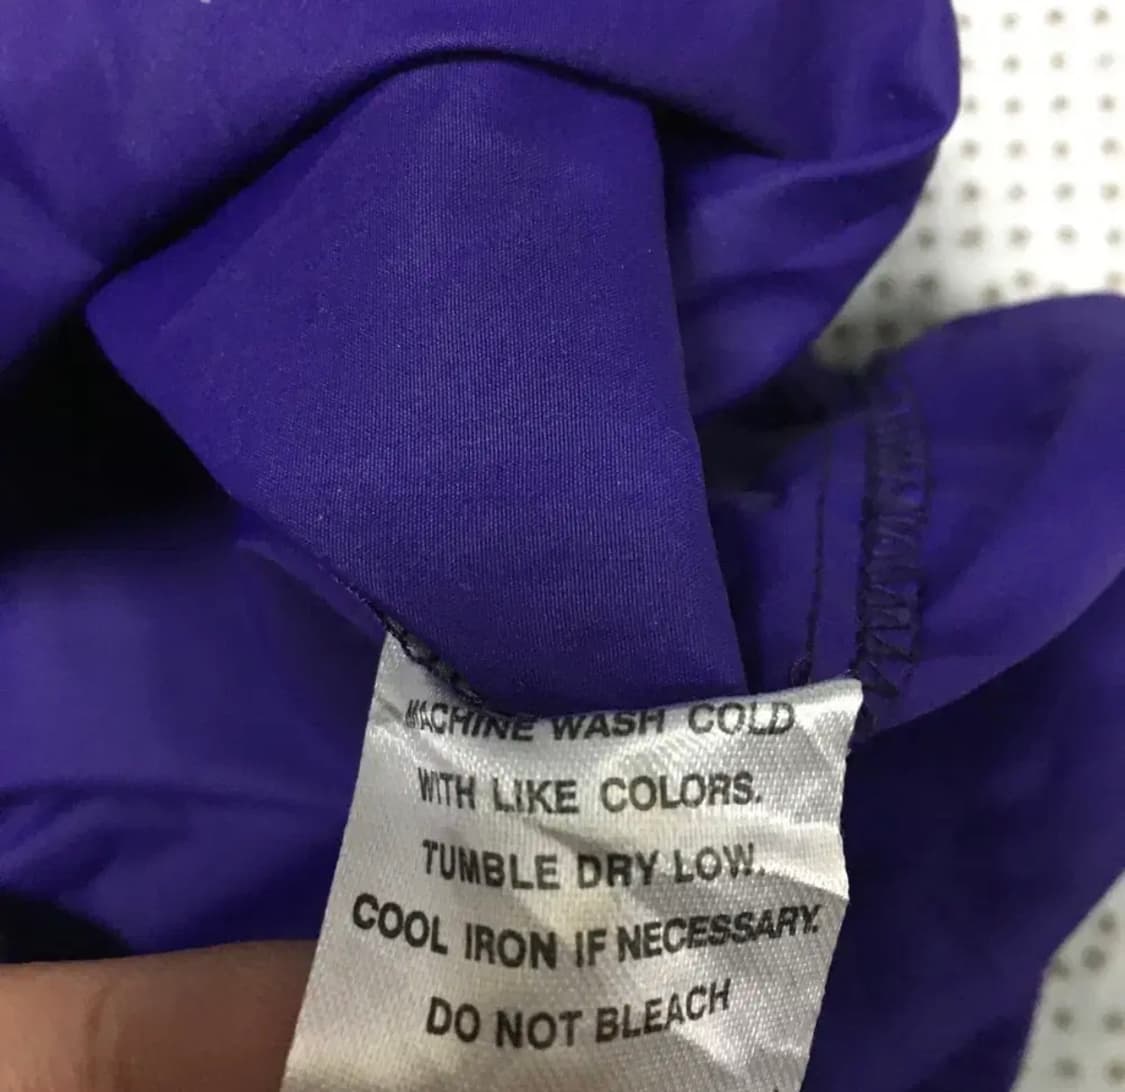 MACHINE WASH COLD
WITH LIKE COLORS.
TUMBLE DRY LOW.
COOL IRON IF NECESSARY.
DO NOT BLEACH